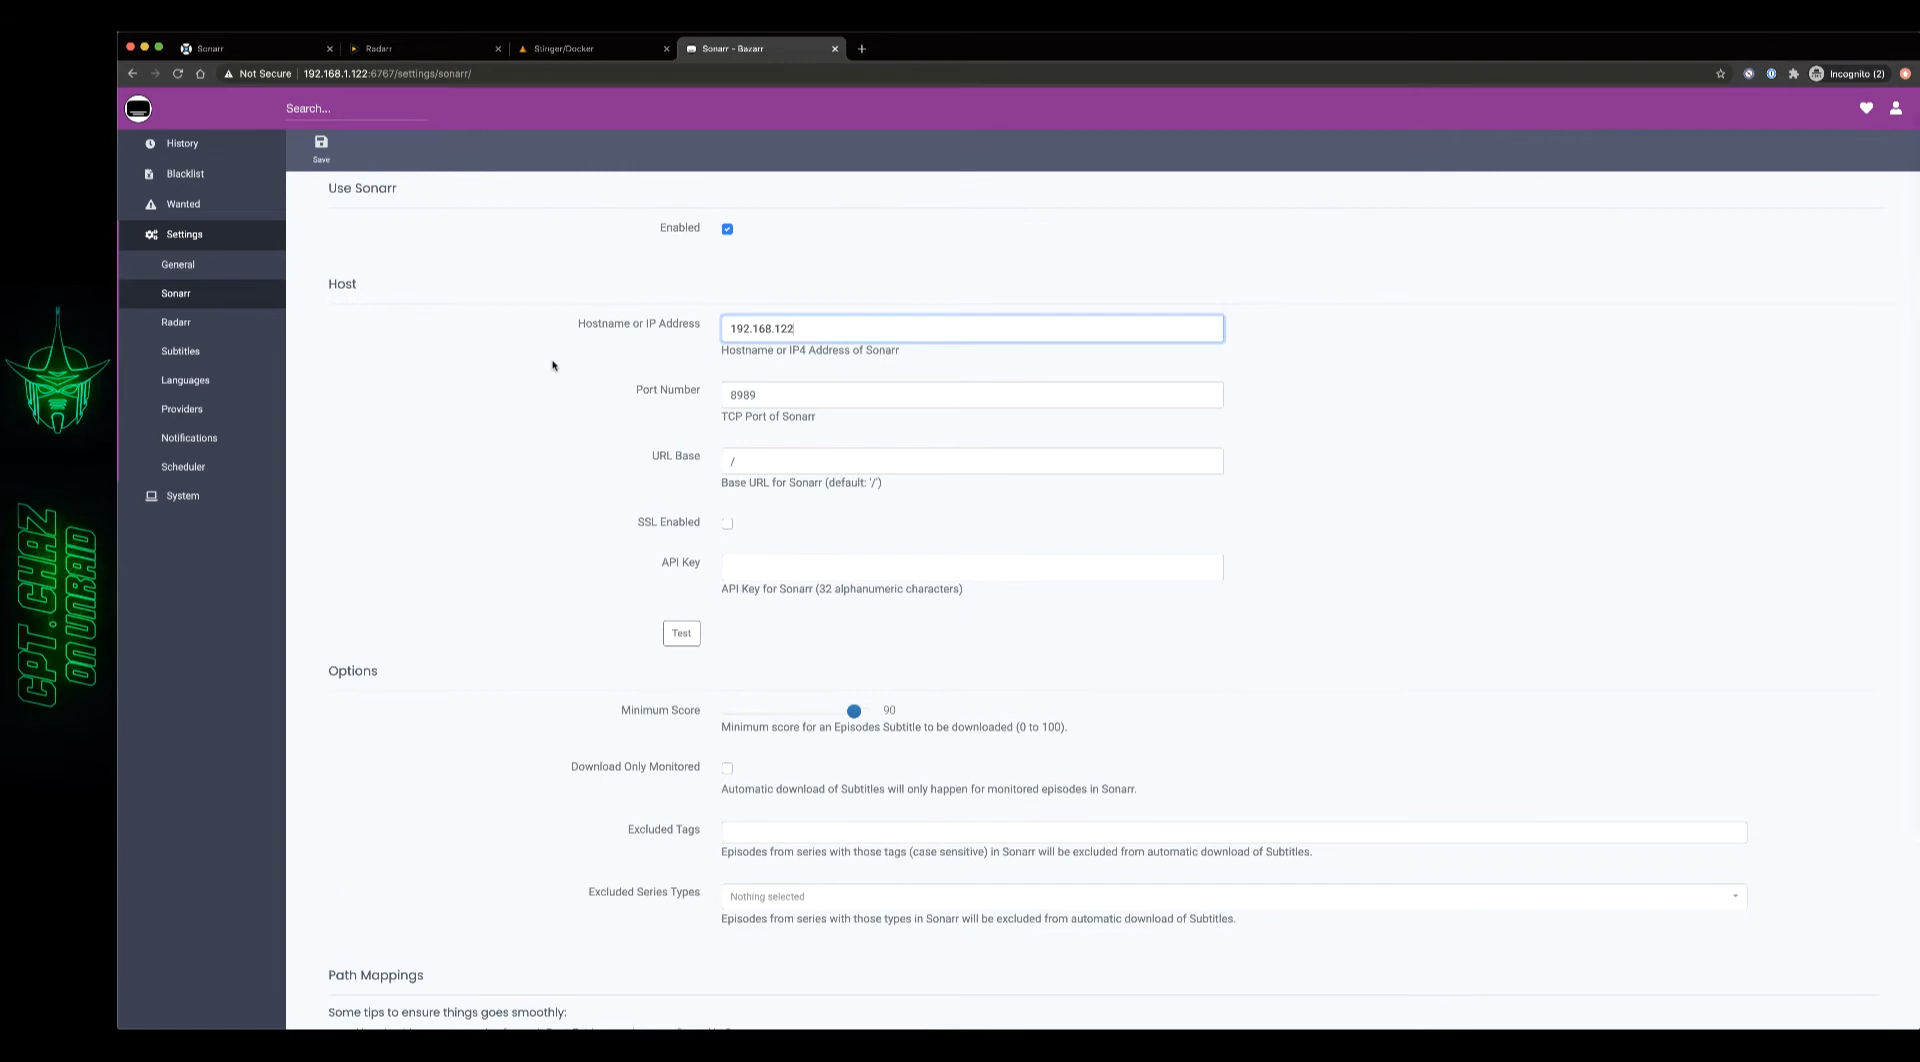 Sonarr
Radarr
Stinger/Docker
Sonarr - Bazarr
Not Secure
192.168.1.122:6767/settings/sonarr/
Incognito (2)
Search...
History
Blacklist
Wanted
Settings
General
Sonarr
Radarr
Subtitles
Languages
Providers
Notifications
Scheduler
System
Save
Use Sonarr
Enabled
Host
Hostname or IP Address
192.168.122
Hostname or IP4 Address of Sonarr
Port Number
8989
TCP Port of Sonarr
URL Base
/
Base URL for Sonarr (default: '/')
SSL Enabled
API Key
API Key for Sonarr (32 alphanumeric characters)
Test
Options
Minimum Score
90
Minimum score for an Episodes Subtitle to be downloaded (0 to 100).
Download Only Monitored
Automatic download of Subtitles will only happen for monitored episodes in Sonarr.
Excluded Tags
Episodes from series with those tags (case sensitive) in Sonarr will be excluded from automatic download of Subtitles.
Excluded Series Types
Nothing selected
Episodes from series with those types in Sonarr will be excluded from automatic download of Subtitles.
Path Mappings
Some tips to ensure things goes smoothly:
CPT.CHAZ
ON UNRAID